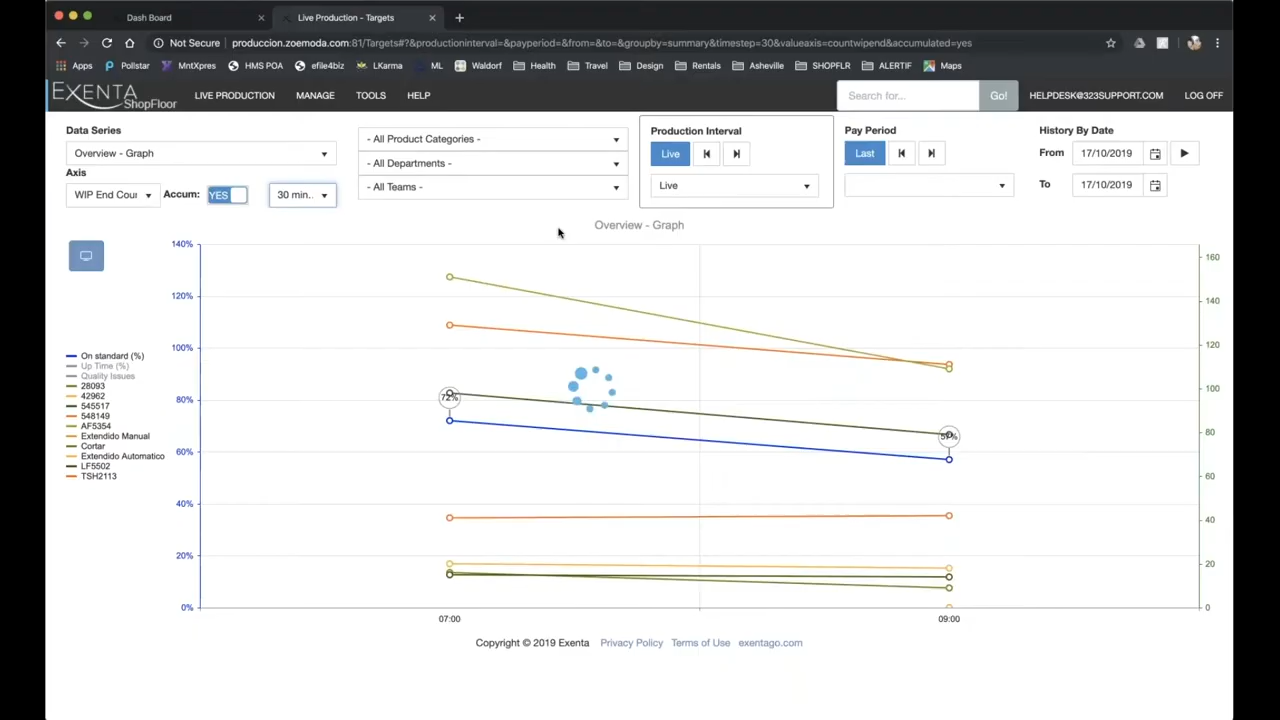 Dash Board
Live Production - Targets
Not Secure produccion.zoemoda.com:81/Targets#?&productioninterval=&payperiod=&from=&to=&groupby=summary&timestep=30&valueaxis=countwipend&accumulated=yes
Apps Pollstar MntXpres HMS POA efile4biz LKarma ML Waldorf Health Travel Design Rentals Asheville SHOPFLR ALERTIF Maps
EXENTA
ShopFloor
LIVE PRODUCTION MANAGE TOOLS HELP Search for... Go! HELPDESK@323SUPPORT.COM LOG OFF
Data Series
Overview - Graph
Axis
WIP End Cour Accum: YES 30 min..
- All Product Categories -
- All Departments -
- All Teams -
Production Interval
Live
Live
Pay Period
Last
History By Date
From 17/10/2019
To 17/10/2019
Overview - Graph
140%
120%
100%
80%
60%
40%
20%
0%
On standard (%)
Up Time (%)
Quality Issues
28093
42962
545517
548149
AF5354
Extendido Manual
Cortar
Extendido Automatico
LF5502
TSH2113
72%
57%
160
140
120
100
80
60
40
20
0
07:00 09:00
Copyright © 2019 Exenta Privacy Policy Terms of Use exentago.com